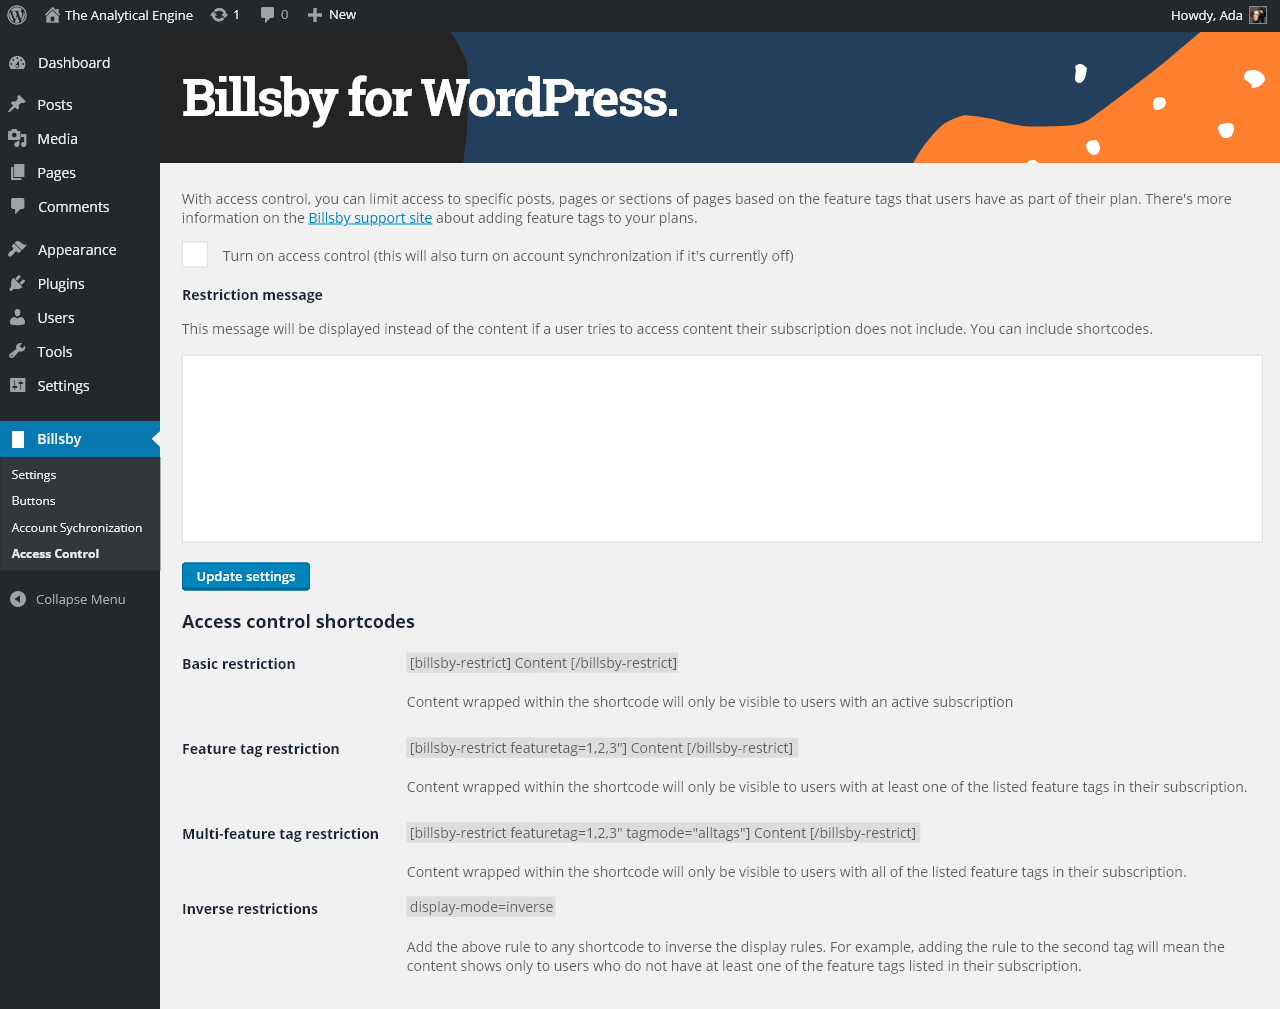 The Analytical Engine
1
0
New
Howdy, Ada
Dashboard
Posts
Media
Pages
Comments
Appearance
Plugins
Users
Tools
Settings
Billsby
Settings
Buttons
Account Sychronization
Access Control
Collapse Menu
Billsby for WordPress.
With access control, you can limit access to specific posts, pages or sections of pages based on the feature tags that users have as part of their plan. There's more
information on the Billsby support site about adding feature tags to your plans.
Turn on access control (this will also turn on account synchronization if it's currently off)
Restriction message
This message will be displayed instead of the content if a user tries to access content their subscription does not include. You can include shortcodes.
Update settings
Access control shortcodes
Basic restriction
[billsby-restrict] Content [/billsby-restrict]
Content wrapped within the shortcode will only be visible to users with an active subscription
Feature tag restriction
[billsby-restrict featuretag=1,2,3"] Content [/billsby-restrict]
Content wrapped within the shortcode will only be visible to users with at least one of the listed feature tags in their subscription.
Multi-feature tag restriction
[billsby-restrict featuretag=1,2,3" tagmode="alltags"] Content [/billsby-restrict]
Content wrapped within the shortcode will only be visible to users with all of the listed feature tags in their subscription.
Inverse restrictions
display-mode=inverse
Add the above rule to any shortcode to inverse the display rules. For example, adding the rule to the second tag will mean the
content shows only to users who do not have at least one of the feature tags listed in their subscription.